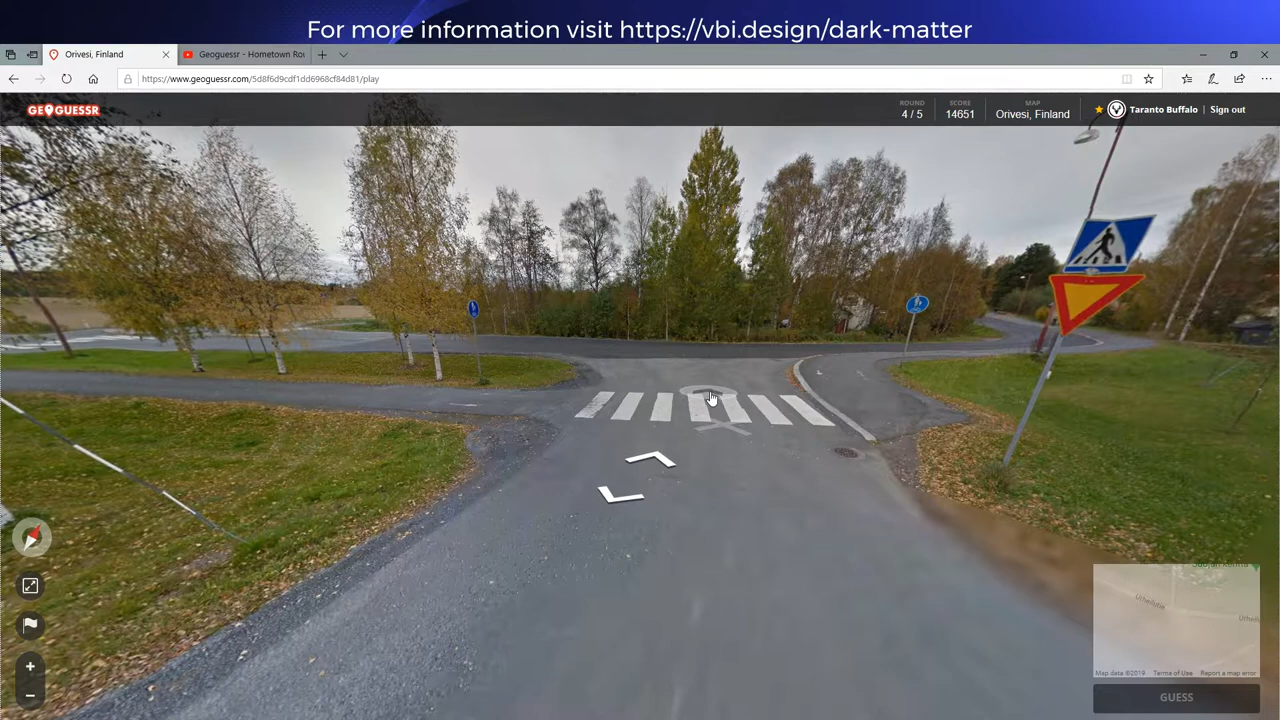 For more information visit https://vbi.design/dark-matter
Orivesi, Finland
Geoguessr - Hometown Ro
https://www.geoguessr.com/5d8f6d9cdf1dd6968cf84d81/play
GEOGUESSR
ROUND
4 / 5
SCORE
14651
MAP
Orivesi, Finland
Taranto Buffalo
Sign out
Urheilutie
Urheil
Map data ©2019
Terms of Use
Report a map error
GUESS